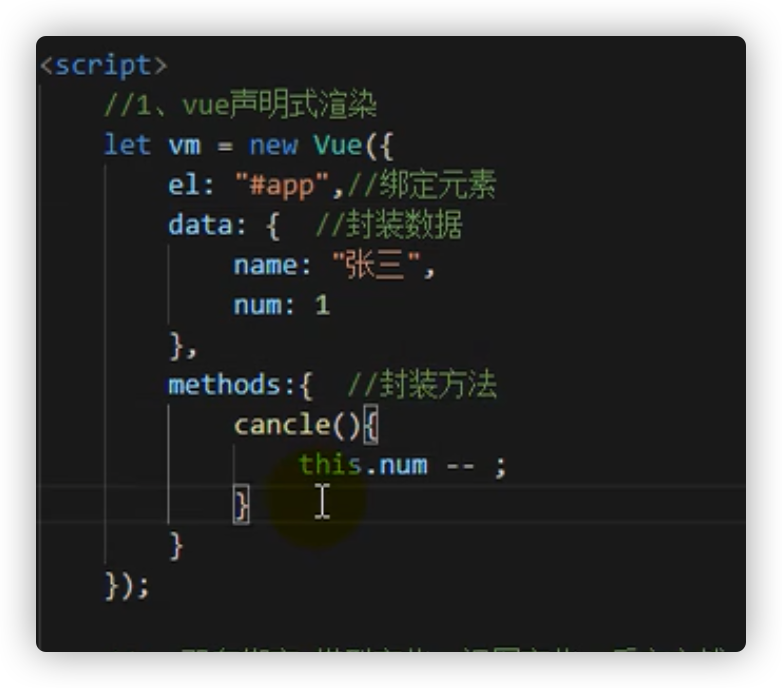 <script>
//1、vue声明式渲染
let vm = new Vue({
el: "#app",//绑定元素
data: {  //封装数据
name: "张三",
num: 1
},
methods:{  //封装方法
cancle(){
this.num -- ;
}
}
});